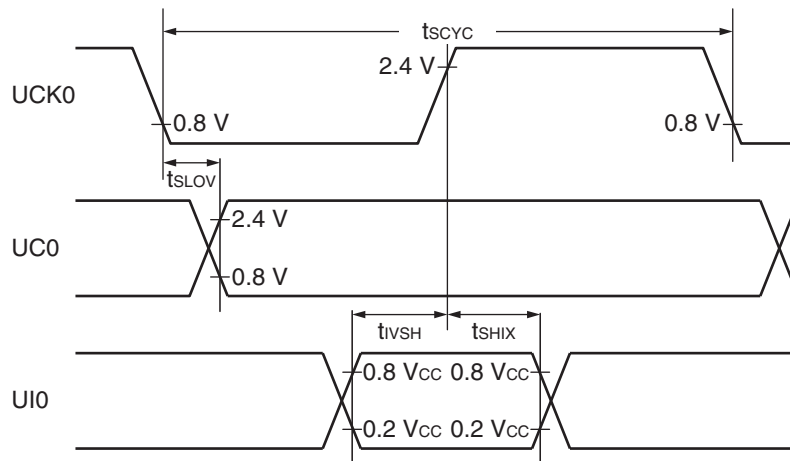 tSCYC
2.4 V
UCK0
0.8 V
0.8 V
tSLOV
2.4 V
UC0
0.8 V
tIVSH
tSHIX
0.8 VCC
0.8 VCC
UI0
0.2 VCC
0.2 VCC